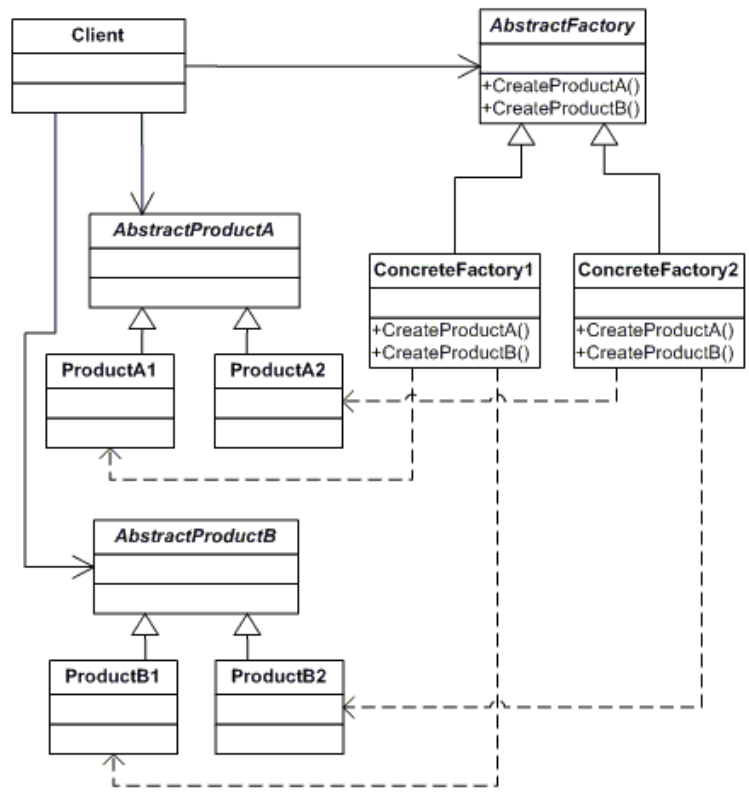 Client
AbstractFactory
+CreateProductA()
+CreateProductB()
AbstractProductA
ConcreteFactory1
+CreateProductA()
+CreateProductB()
ConcreteFactory2
+CreateProductA()
+CreateProductB()
ProductA1
ProductA2
AbstractProductB
ProductB1
ProductB2